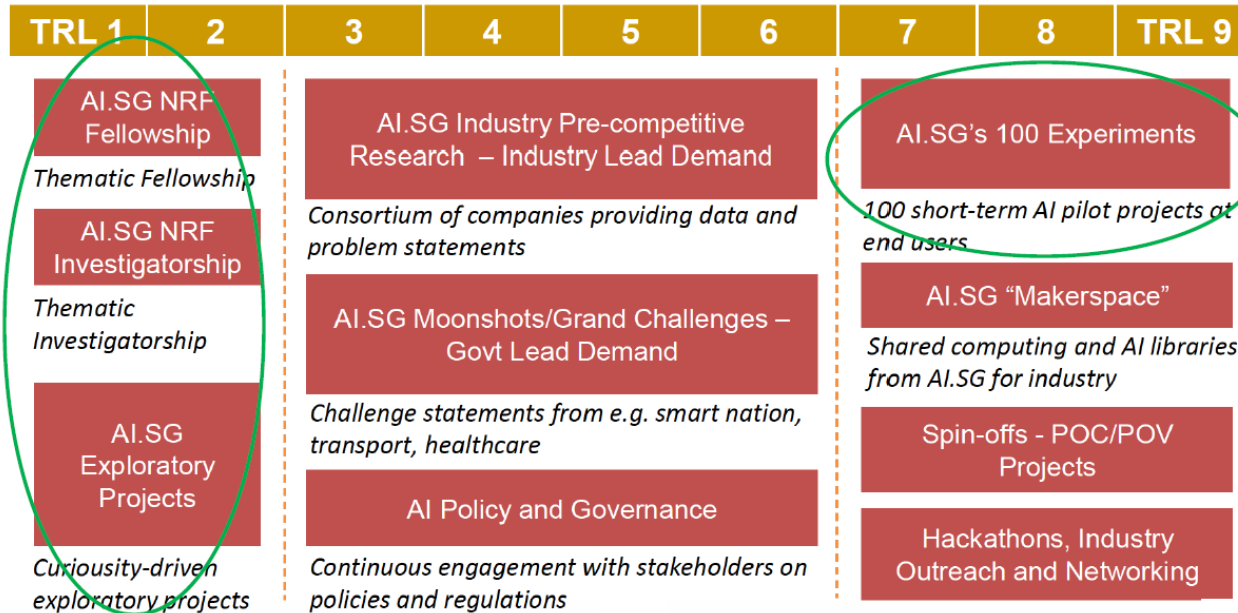 TRL 1 2 3 4 5 6 7 8 TRL 9
AI.SG NRF
Fellowship
Thematic Fellowship
AI.SG NRF
Investigatorship
Thematic
Investigatorship
AI.SG
Exploratory
Projects
Curiousity-driven
exploratory projects
AI.SG Industry Pre-competitive
Research – Industry Lead Demand
Consortium of companies providing data and
problem statements
AI.SG Moonshots/Grand Challenges –
Govt Lead Demand
Challenge statements from e.g. smart nation,
transport, healthcare
AI Policy and Governance
Continuous engagement with stakeholders on
policies and regulations
AI.SG's 100 Experiments
100 short-term AI pilot projects at
end users
AI.SG “Makerspace”
Shared computing and AI libraries
from AI.SG for industry
Spin-offs - POC/POV
Projects
Hackathons, Industry
Outreach and Networking